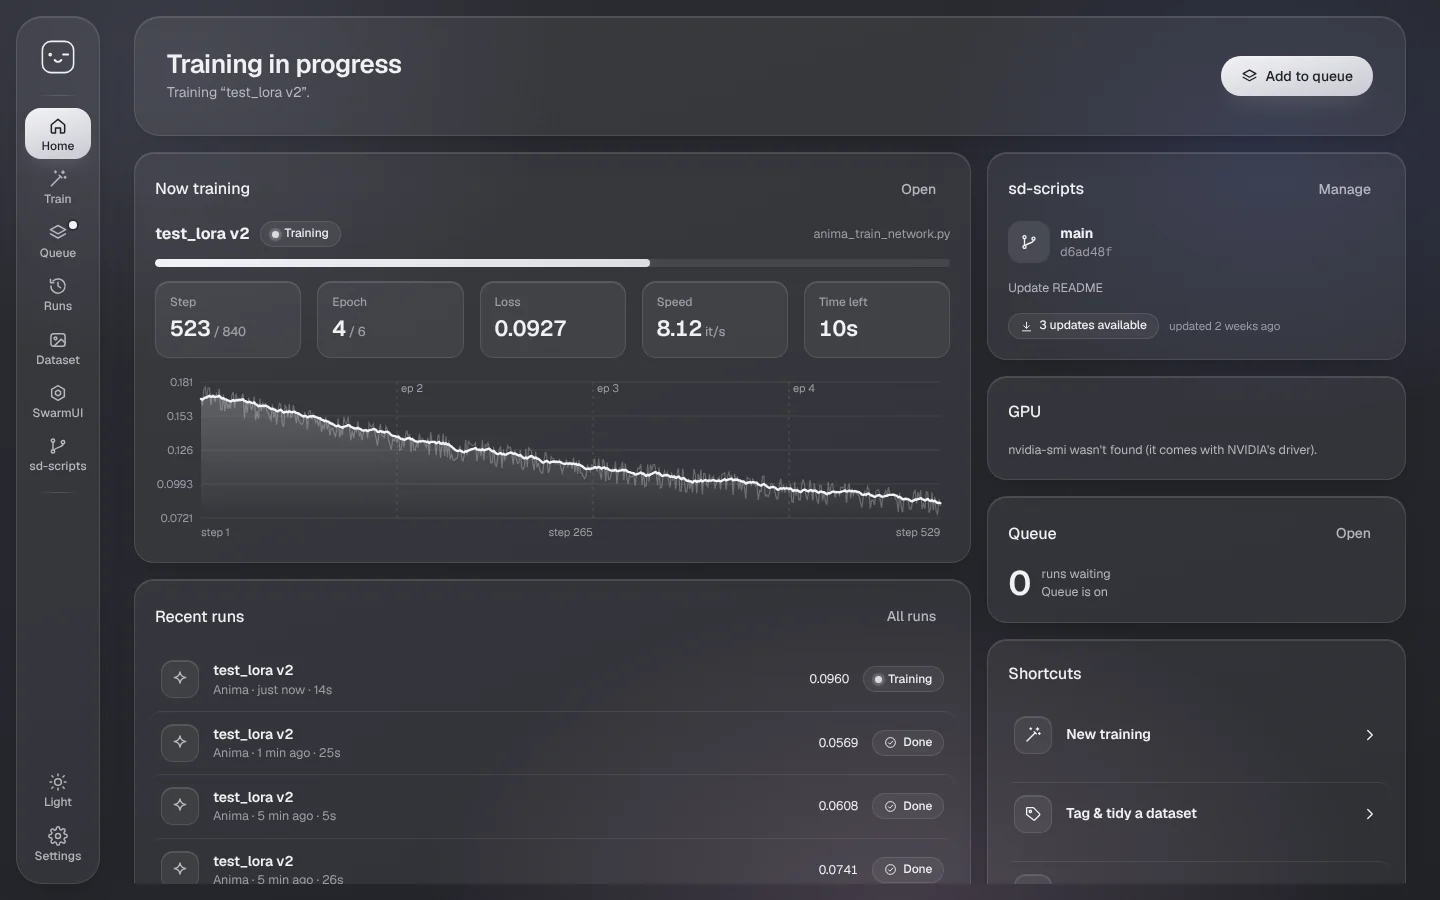 Training in progress
Training “test_lora v2”.
Add to queue
Home
Train
Queue
Runs
Dataset
SwarmUI
sd-scripts
Light
Settings
Now training
Open
test_lora v2
Training
anima_train_network.py
Step
523 / 840
Epoch
4 / 6
Loss
0.0927
Speed
8.12 it/s
Time left
10s
0.181
0.153
0.126
0.0993
0.0721
ep 2
ep 3
ep 4
step 1
step 265
step 529
Recent runs
All runs
test_lora v2
Anima · just now · 14s
0.0960
Training
test_lora v2
Anima · 1 min ago · 25s
0.0569
Done
test_lora v2
Anima · 5 min ago · 5s
0.0608
Done
test_lora v2
Anima · 5 min ago · 26s
0.0741
Done
sd-scripts
Manage
main
d6ad48f
Update README
3 updates available
updated 2 weeks ago
GPU
nvidia-smi wasn't found (it comes with NVIDIA's driver).
Queue
Open
0
runs waiting
Queue is on
Shortcuts
New training
Tag & tidy a dataset